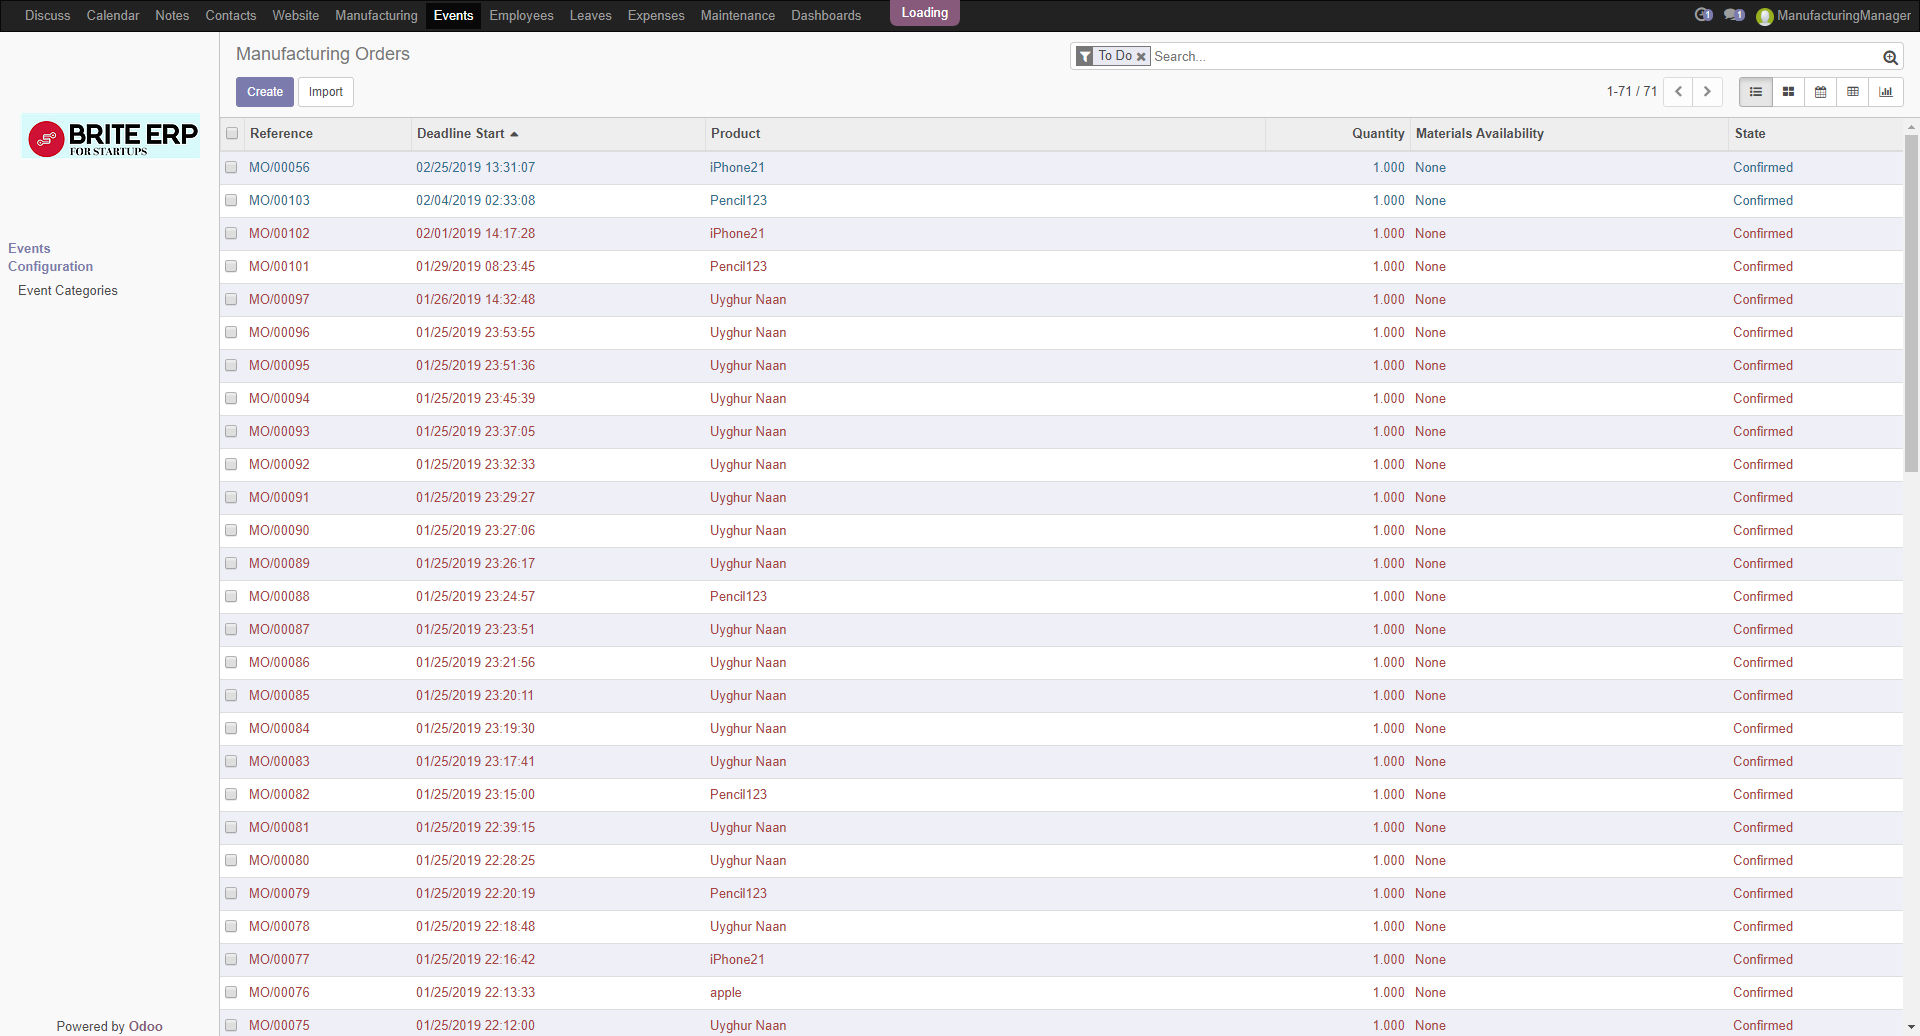 Discuss Calendar Notes Contacts Website Manufacturing Events Employees Leaves Expenses Maintenance Dashboards Loading 1 1 ManufacturingManager
Manufacturing Orders
To Do Search...
Create Import
1-71 / 71
BRITE ERP
FOR STARTUPS
Events
Configuration
Event Categories
Reference Deadline Start Product Quantity Materials Availability State
MO/00056 02/25/2019 13:31:07 iPhone21 1.000 None Confirmed
MO/00103 02/04/2019 02:33:08 Pencil123 1.000 None Confirmed
MO/00102 02/01/2019 14:17:28 iPhone21 1.000 None Confirmed
MO/00101 01/29/2019 08:23:45 Pencil123 1.000 None Confirmed
MO/00097 01/26/2019 14:32:48 Uyghur Naan 1.000 None Confirmed
MO/00096 01/25/2019 23:53:55 Uyghur Naan 1.000 None Confirmed
MO/00095 01/25/2019 23:51:36 Uyghur Naan 1.000 None Confirmed
MO/00094 01/25/2019 23:45:39 Uyghur Naan 1.000 None Confirmed
MO/00093 01/25/2019 23:37:05 Uyghur Naan 1.000 None Confirmed
MO/00092 01/25/2019 23:32:33 Uyghur Naan 1.000 None Confirmed
MO/00091 01/25/2019 23:29:27 Uyghur Naan 1.000 None Confirmed
MO/00090 01/25/2019 23:27:06 Uyghur Naan 1.000 None Confirmed
MO/00089 01/25/2019 23:26:17 Uyghur Naan 1.000 None Confirmed
MO/00088 01/25/2019 23:24:57 Pencil123 1.000 None Confirmed
MO/00087 01/25/2019 23:23:51 Uyghur Naan 1.000 None Confirmed
MO/00086 01/25/2019 23:21:56 Uyghur Naan 1.000 None Confirmed
MO/00085 01/25/2019 23:20:11 Uyghur Naan 1.000 None Confirmed
MO/00084 01/25/2019 23:19:30 Uyghur Naan 1.000 None Confirmed
MO/00083 01/25/2019 23:17:41 Uyghur Naan 1.000 None Confirmed
MO/00082 01/25/2019 23:15:00 Pencil123 1.000 None Confirmed
MO/00081 01/25/2019 22:39:15 Uyghur Naan 1.000 None Confirmed
MO/00080 01/25/2019 22:28:25 Uyghur Naan 1.000 None Confirmed
MO/00079 01/25/2019 22:20:19 Pencil123 1.000 None Confirmed
MO/00078 01/25/2019 22:18:48 Uyghur Naan 1.000 None Confirmed
MO/00077 01/25/2019 22:16:42 iPhone21 1.000 None Confirmed
MO/00076 01/25/2019 22:13:33 apple 1.000 None Confirmed
MO/00075 01/25/2019 22:12:00 Uyghur Naan 1.000 None Confirmed
Powered by Odoo